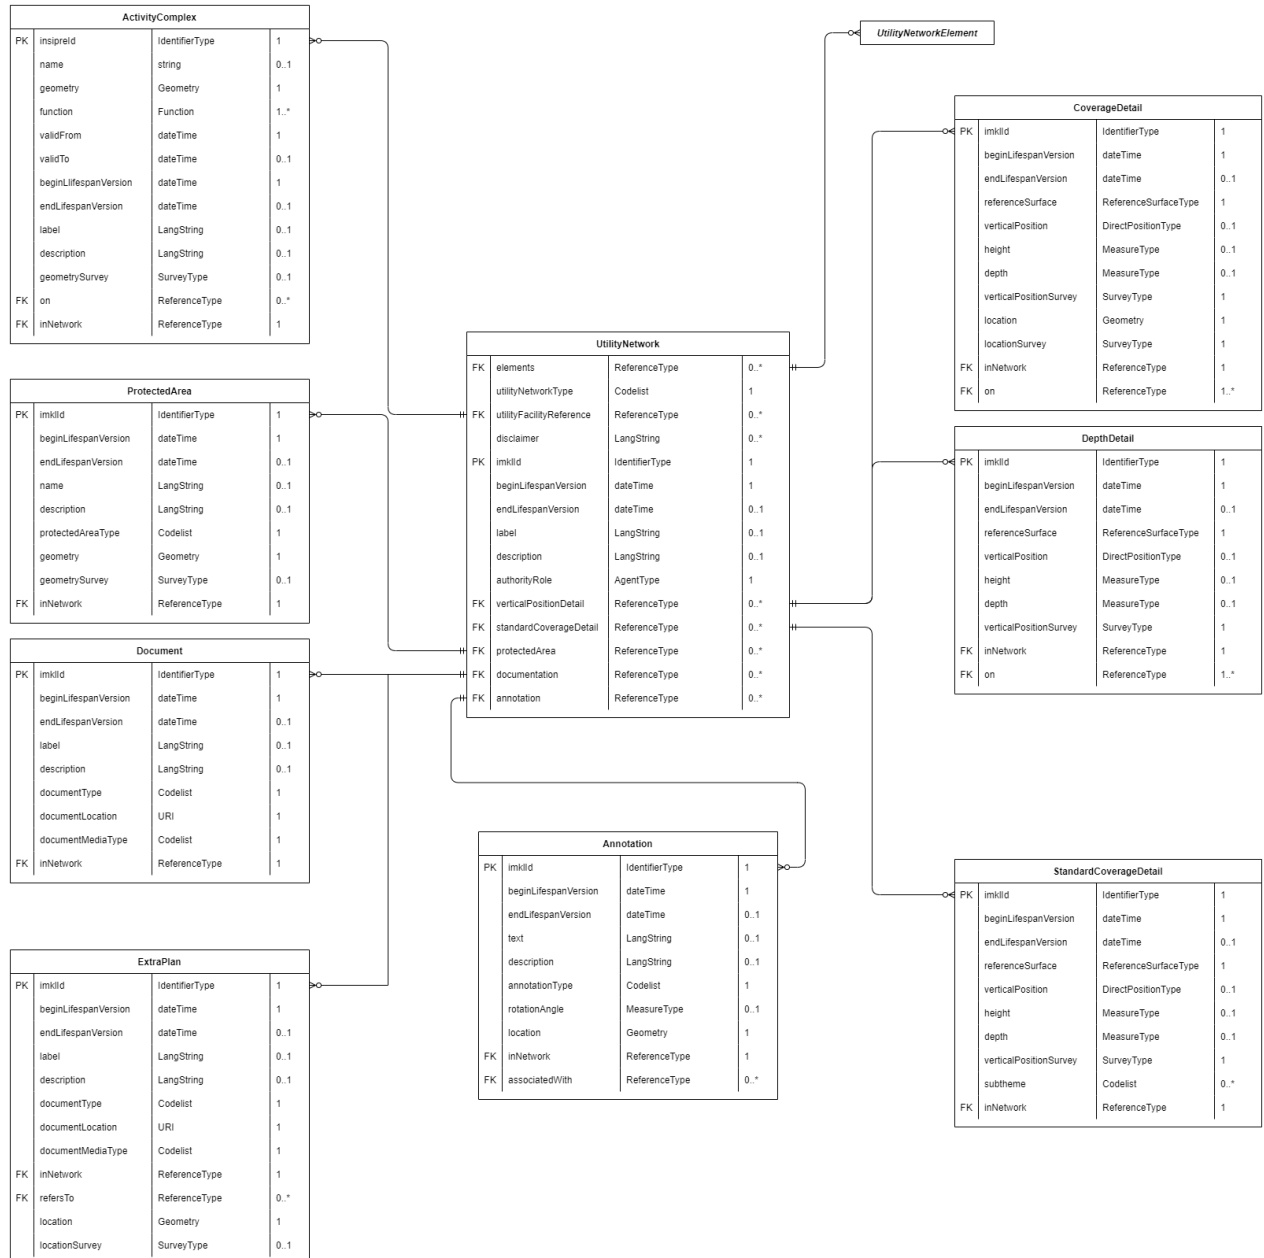 ActivityComplex
PK insipreId IdentifierType 1
name string 0..1
geometry Geometry 1
function Function 1..*
validFrom dateTime 1
validTo dateTime 0..1
beginLlifespanVersion dateTime 1
endLifespanVersion dateTime 0..1
label LangString 0..1
description LangString 0..1
geometrySurvey SurveyType 0..1
FK on ReferenceType 0..*
FK inNetwork ReferenceType 1
ProtectedArea
PK imklId IdentifierType 1
beginLifespanVersion dateTime 1
endLifespanVersion dateTime 0..1
name LangString 0..1
description LangString 0..1
protectedAreaType Codelist 1
geometry Geometry 1
geometrySurvey SurveyType 0..1
FK inNetwork ReferenceType 1
Document
PK imklId IdentifierType 1
beginLifespanVersion dateTime 1
endLifespanVersion dateTime 0..1
label LangString 0..1
description LangString 0..1
documentType Codelist 1
documentLocation URI 1
documentMediaType Codelist 1
FK inNetwork ReferenceType 1
ExtraPlan
PK imklId IdentifierType 1
beginLifespanVersion dateTime 1
endLifespanVersion dateTime 0..1
label LangString 0..1
description LangString 0..1
documentType Codelist 1
documentLocation URI 1
documentMediaType Codelist 1
FK inNetwork ReferenceType 1
FK refersTo ReferenceType 0..*
location Geometry 1
locationSurvey SurveyType 0..1
UtilityNetwork
FK elements ReferenceType 0..*
utilityNetworkType Codelist 1
FK utilityFacilityReference ReferenceType 0..*
disclaimer LangString 0..*
PK imklId IdentifierType 1
beginLifespanVersion dateTime 1
endLifespanVersion dateTime 0..1
label LangString 0..1
description LangString 0..1
authorityRole AgentType 1
FK verticalPositionDetail ReferenceType 0..*
FK standardCoverageDetail ReferenceType 0..*
FK protectedArea ReferenceType 0..*
FK documentation ReferenceType 0..*
FK annotation ReferenceType 0..*
Annotation
PK imklId IdentifierType 1
beginLifespanVersion dateTime 1
endLifespanVersion dateTime 0..1
text LangString 0..1
description LangString 0..1
annotationType Codelist 1
rotationAngle MeasureType 0..1
location Geometry 1
FK inNetwork ReferenceType 1
FK associatedWith ReferenceType 0..*
UtilityNetworkElement
CoverageDetail
PK imklId IdentifierType 1
beginLifespanVersion dateTime 1
endLifespanVersion dateTime 0..1
referenceSurface ReferenceSurfaceType 1
verticalPosition DirectPositionType 0..1
height MeasureType 0..1
depth MeasureType 0..1
verticalPositionSurvey SurveyType 1
location Geometry 1
locationSurvey SurveyType 1
FK inNetwork ReferenceType 1
FK on ReferenceType 1..*
DepthDetail
PK imklId IdentifierType 1
beginLifespanVersion dateTime 1
endLifespanVersion dateTime 0..1
referenceSurface ReferenceSurfaceType 1
verticalPosition DirectPositionType 0..1
height MeasureType 0..1
depth MeasureType 0..1
verticalPositionSurvey SurveyType 1
FK inNetwork ReferenceType 1
FK on ReferenceType 1..*
StandardCoverageDetail
PK imklId IdentifierType 1
beginLifespanVersion dateTime 1
endLifespanVersion dateTime 0..1
referenceSurface ReferenceSurfaceType 1
verticalPosition DirectPositionType 0..1
height MeasureType 0..1
depth MeasureType 0..1
verticalPositionSurvey SurveyType 1
subtheme Codelist 0..*
FK inNetwork ReferenceType 1